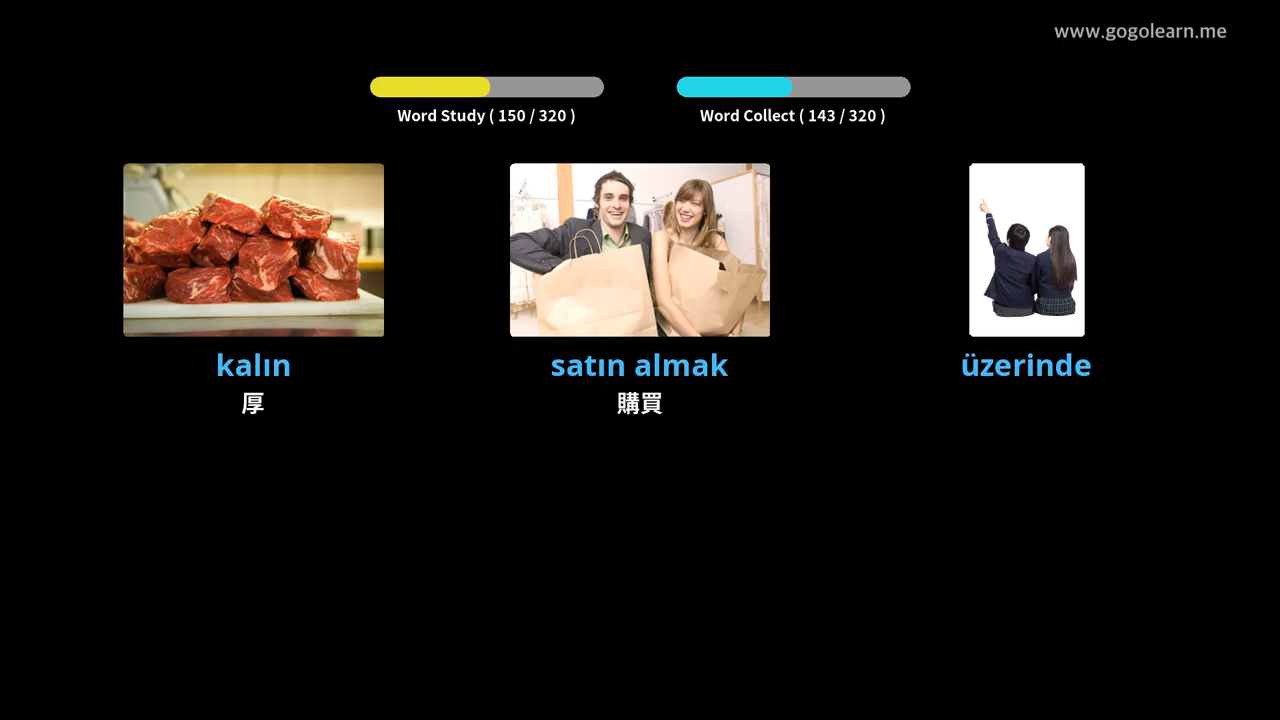 www.gogolearn.me
Word Study ( 150 / 320 )
Word Collect ( 143 / 320 )
kalın
satın almak
üzerinde
厚
購買